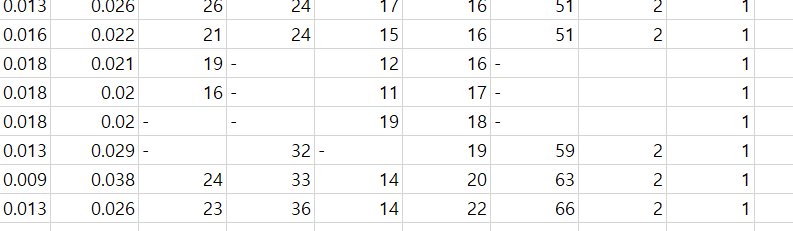 0.013 0.026 26 24 17 16 51 2 1
0.016 0.022 21 24 15 16 51 2 1
0.018 0.021 19 - 12 16 - 1
0.018 0.02 16 - 11 17 - 1
0.018 0.02 - - 19 18 - 1
0.013 0.029 - 32 - 19 59 2 1
0.009 0.038 24 33 14 20 63 2 1
0.013 0.026 23 36 14 22 66 2 1